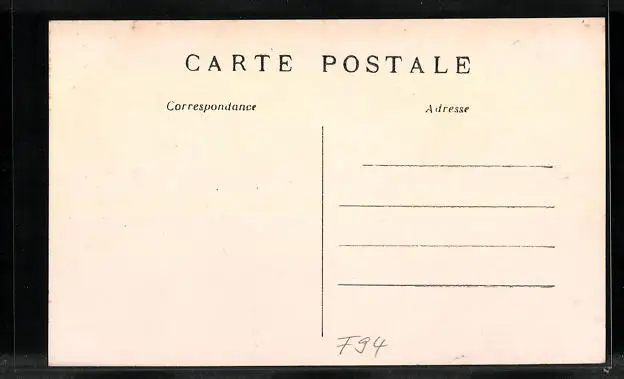 CARTE POSTALE
Correspondance
Adresse
F94